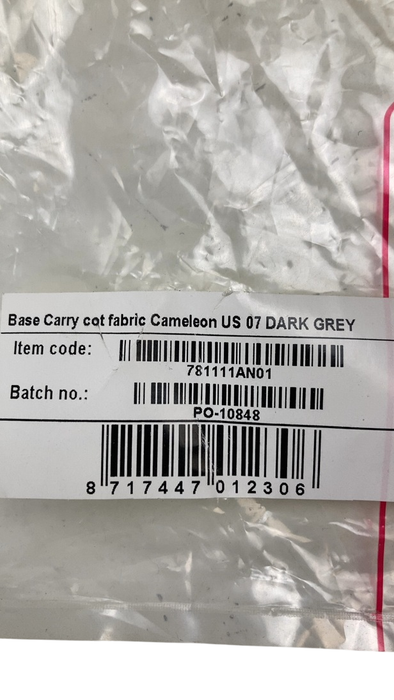 Base Carry cot fabric Cameleon US 07 DARK GREY
Item code:
781111AN01
Batch no.:
PO-10848
8 717447 012306